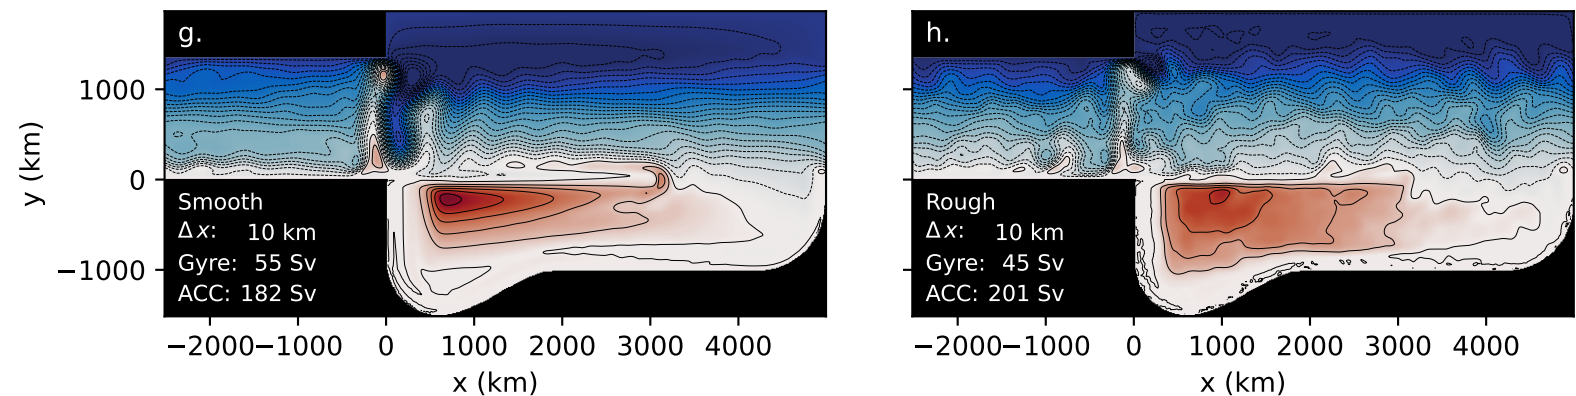 g.
1000
0
−1000
y (km)
Smooth
Δx: 10 km
Gyre: 55 Sv
ACC: 182 Sv
−2000 −1000 0 1000 2000 3000 4000
x (km)
h.
Rough
Δx: 10 km
Gyre: 45 Sv
ACC: 201 Sv
−2000 −1000 0 1000 2000 3000 4000
x (km)